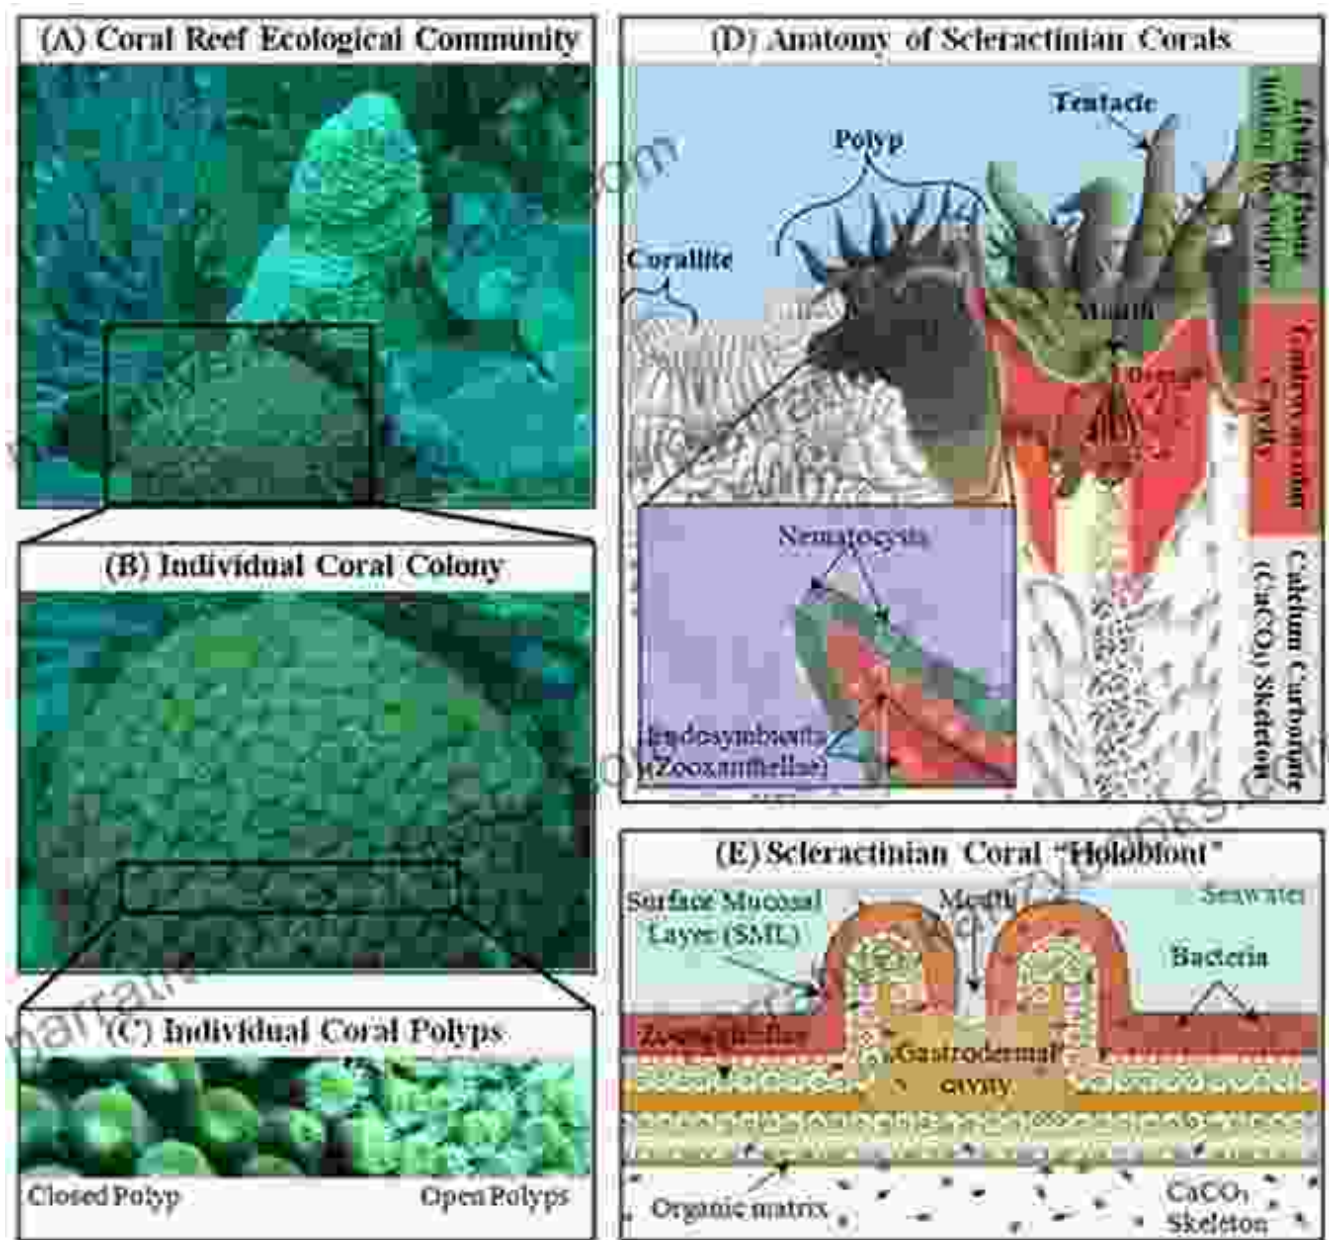 (A) Coral Reef Ecological Community
(B) Individual Coral Colony
(C) Individual Coral Polyps
Closed Polyp
Open Polyps
(D) Anatomy of Scleractinian Corals
Tentacle
Polyp
Corallite
Mouth
Nematocysts
Endosymbionts
(Zooxanthellae)
Cavity
Calcium Carbonate
(CaCO₃) Skeleton
(E) Scleractinian Coral "Holobiont"
Surface Mucosal
Layer (SML)
Mouth
Seawater
Bacteria
Zooxanthellae
Gastrodermal
cavity
Organic matrix
CaCO₃
Skeleton